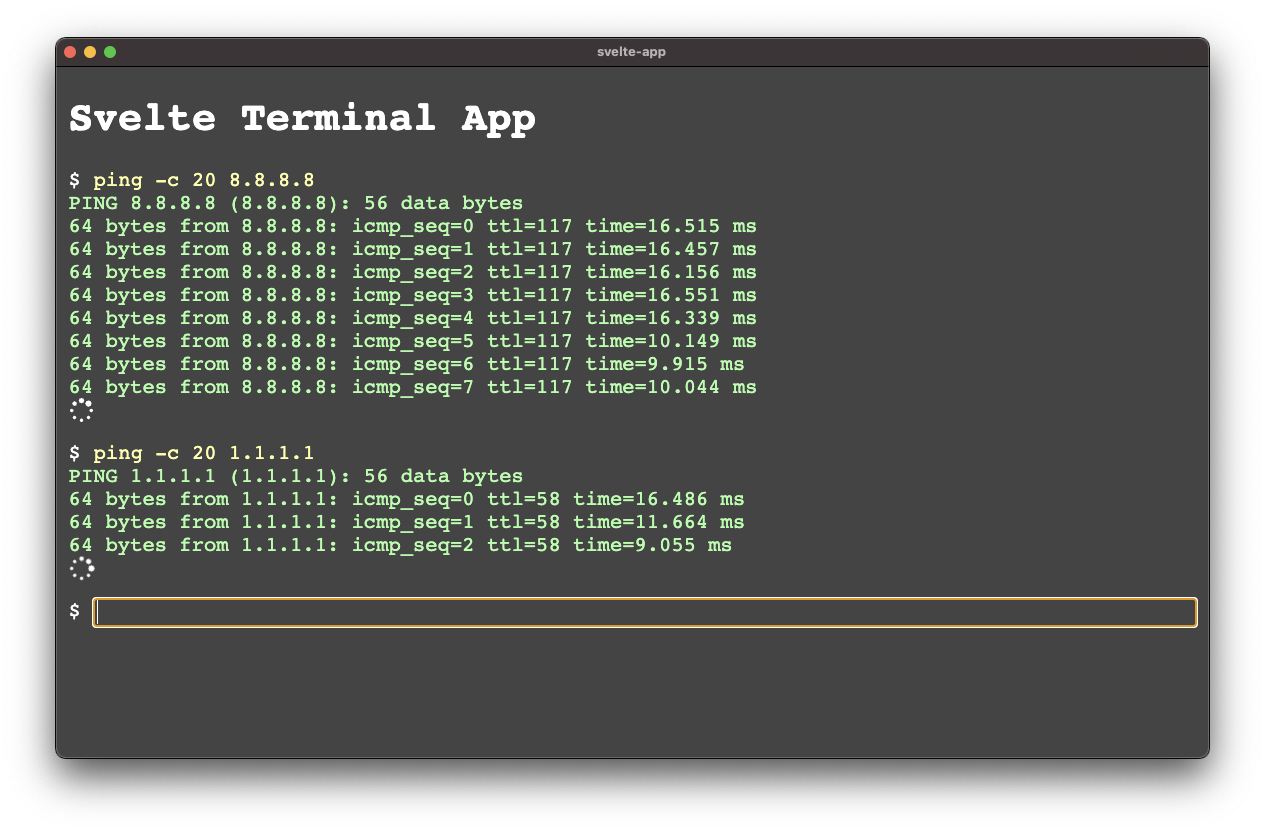 svelte-app
Svelte Terminal App
$ ping -c 20 8.8.8.8
PING 8.8.8.8 (8.8.8.8): 56 data bytes
64 bytes from 8.8.8.8: icmp_seq=0 ttl=117 time=16.515 ms
64 bytes from 8.8.8.8: icmp_seq=1 ttl=117 time=16.457 ms
64 bytes from 8.8.8.8: icmp_seq=2 ttl=117 time=16.156 ms
64 bytes from 8.8.8.8: icmp_seq=3 ttl=117 time=16.551 ms
64 bytes from 8.8.8.8: icmp_seq=4 ttl=117 time=16.339 ms
64 bytes from 8.8.8.8: icmp_seq=5 ttl=117 time=10.149 ms
64 bytes from 8.8.8.8: icmp_seq=6 ttl=117 time=9.915 ms
64 bytes from 8.8.8.8: icmp_seq=7 ttl=117 time=10.044 ms
$ ping -c 20 1.1.1.1
PING 1.1.1.1 (1.1.1.1): 56 data bytes
64 bytes from 1.1.1.1: icmp_seq=0 ttl=58 time=16.486 ms
64 bytes from 1.1.1.1: icmp_seq=1 ttl=58 time=11.664 ms
64 bytes from 1.1.1.1: icmp_seq=2 ttl=58 time=9.055 ms
$